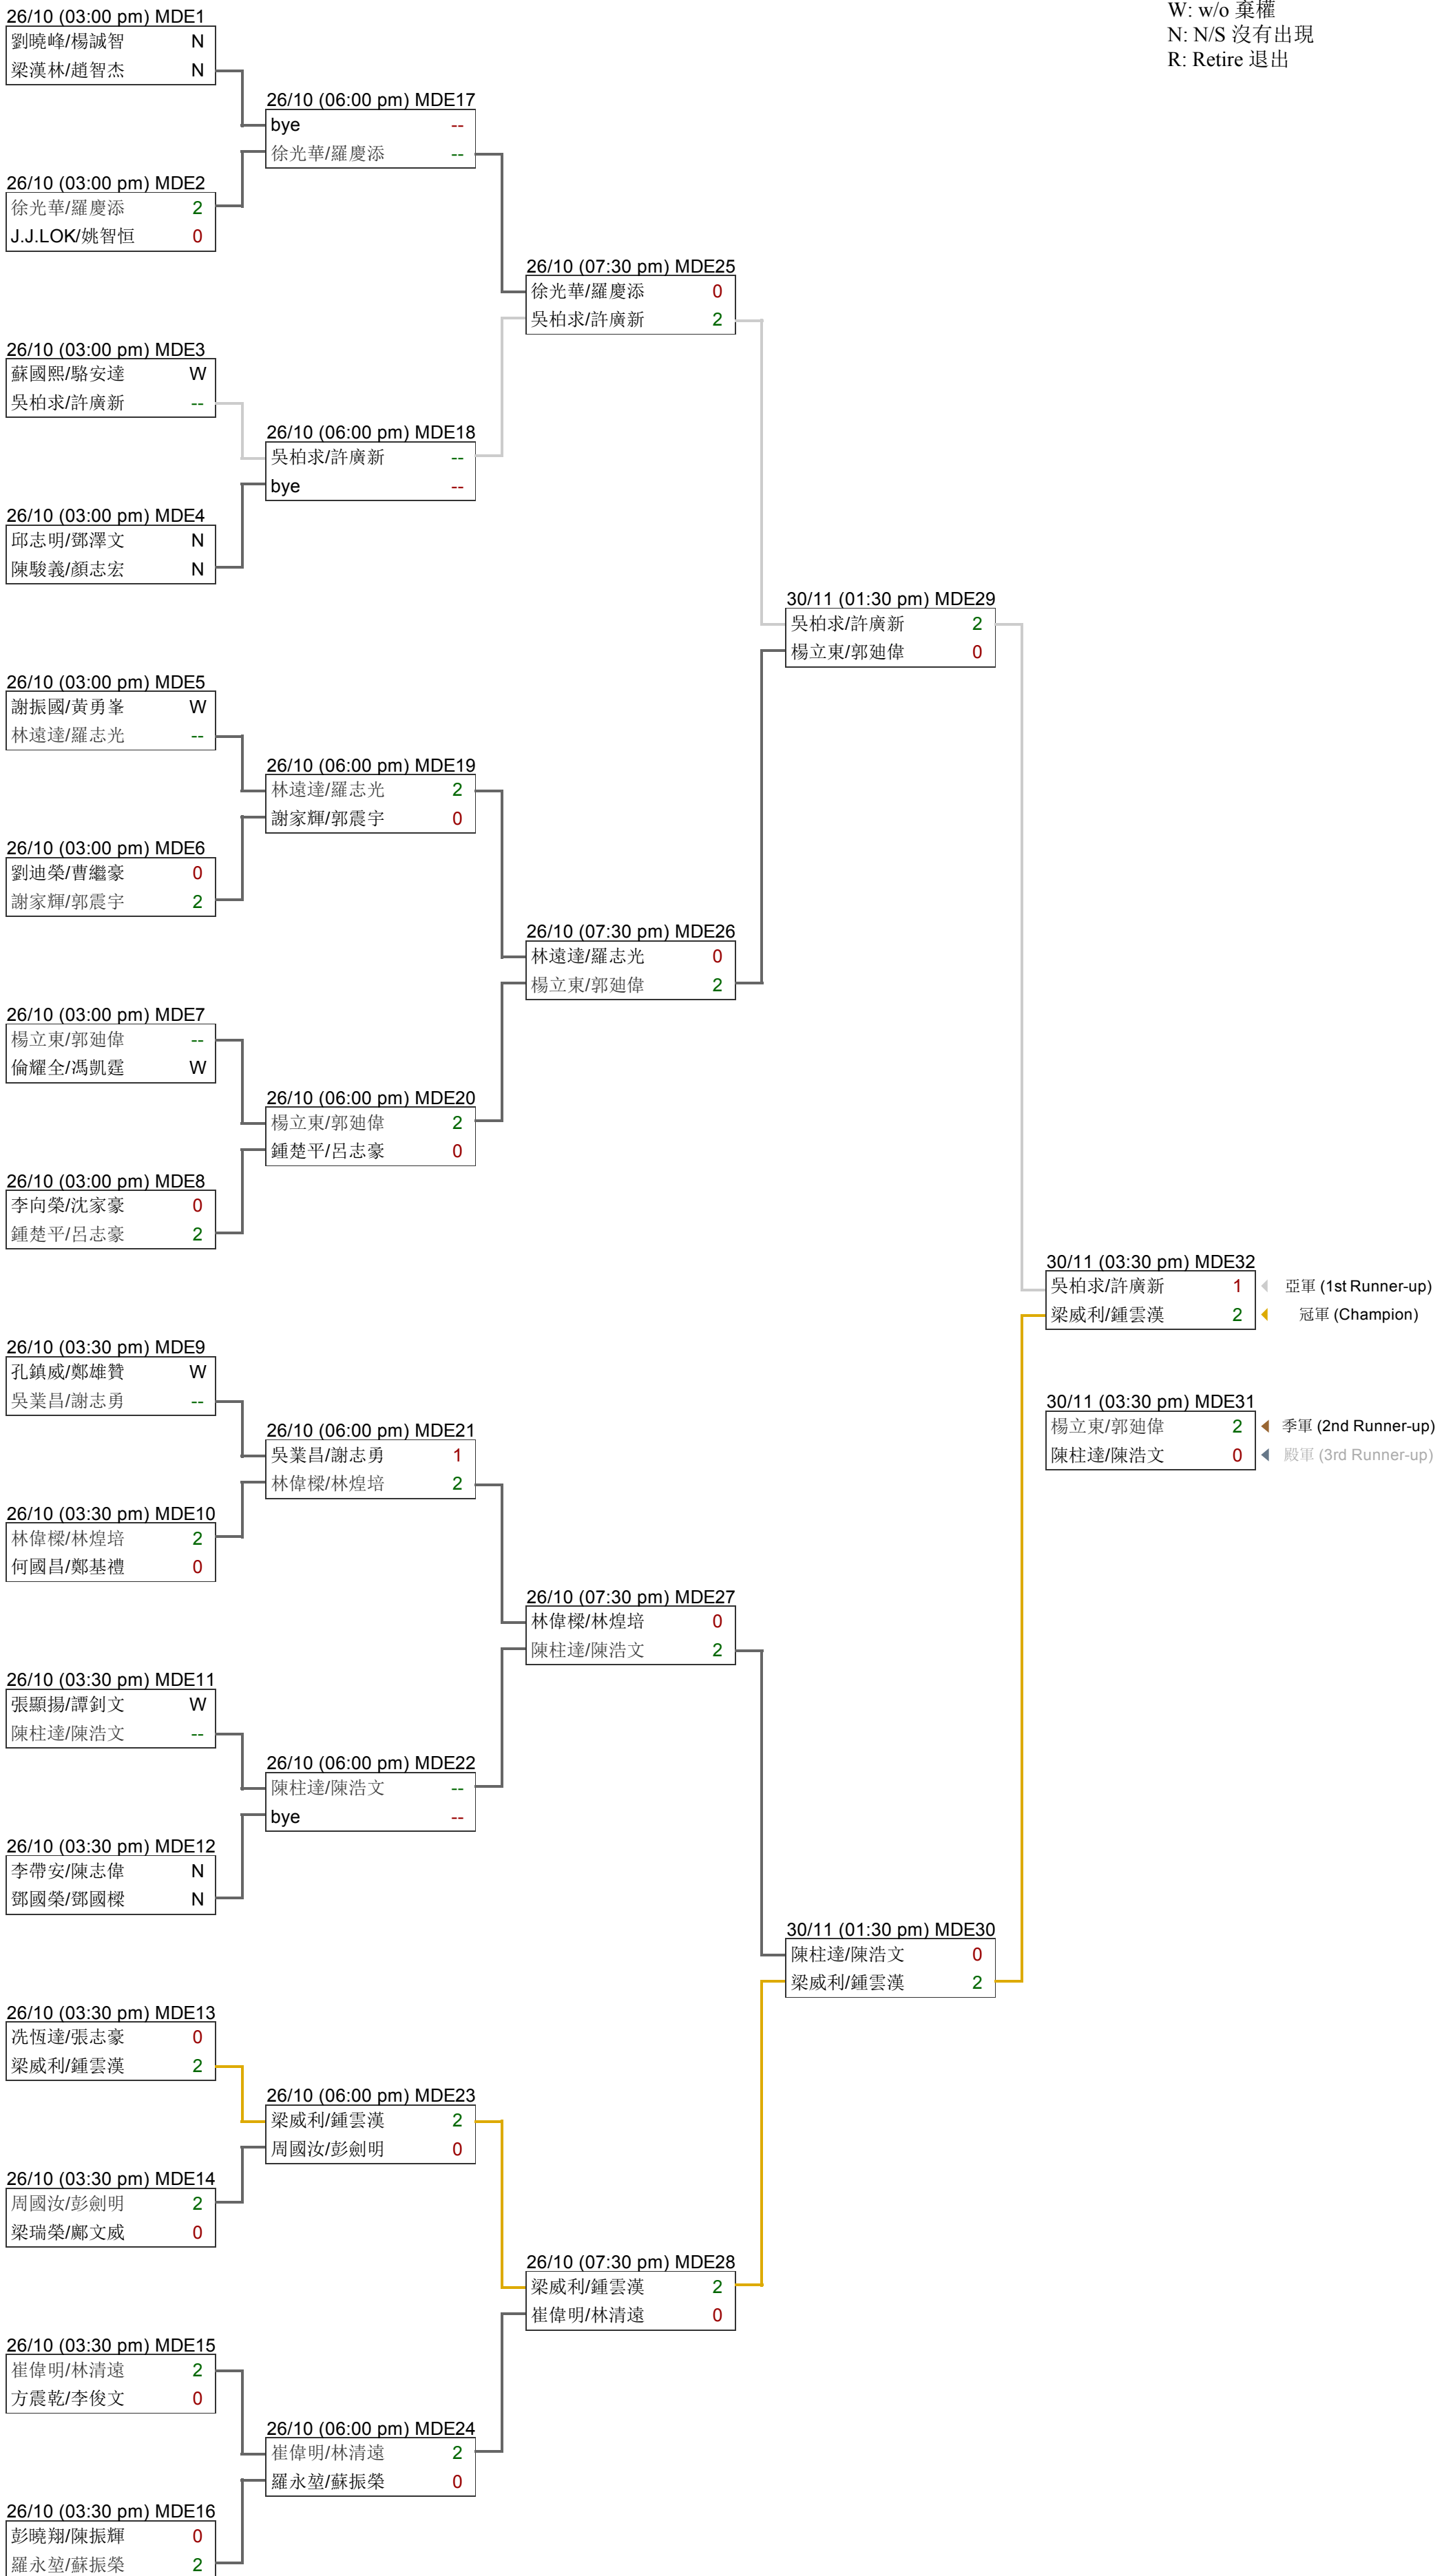 W: w/o 棄權
N: N/S 沒有出現
R: Retire 退出
26/10 (03:00 pm) MDE1
劉曉峰/楊誠智 N
梁漢林/趙智杰 N
26/10 (06:00 pm) MDE17
bye --
徐光華/羅慶添 --
26/10 (03:00 pm) MDE2
徐光華/羅慶添 2
J.J.LOK/姚智恒 0
26/10 (07:30 pm) MDE25
徐光華/羅慶添 0
吳柏求/許廣新 2
26/10 (03:00 pm) MDE3
蘇國熙/駱安達 W
吳柏求/許廣新 --
26/10 (06:00 pm) MDE18
吳柏求/許廣新 --
bye --
26/10 (03:00 pm) MDE4
邱志明/鄧澤文 N
陳駿義/顏志宏 N
30/11 (01:30 pm) MDE29
吳柏求/許廣新 2
楊立東/郭廸偉 0
26/10 (03:00 pm) MDE5
謝振國/黃勇峯 W
林遠達/羅志光 --
26/10 (06:00 pm) MDE19
林遠達/羅志光 2
謝家輝/郭震宇 0
26/10 (03:00 pm) MDE6
劉迪榮/曹繼豪 0
謝家輝/郭震宇 2
26/10 (07:30 pm) MDE26
林遠達/羅志光 0
楊立東/郭廸偉 2
26/10 (03:00 pm) MDE7
楊立東/郭廸偉 --
倫耀全/馮凱霆 W
26/10 (06:00 pm) MDE20
楊立東/郭廸偉 2
鍾楚平/呂志豪 0
26/10 (03:00 pm) MDE8
李向榮/沈家豪 0
鍾楚平/呂志豪 2
30/11 (03:30 pm) MDE32
吳柏求/許廣新 1 亞軍 (1st Runner-up)
梁威利/鍾雲漢 2 冠軍 (Champion)
26/10 (03:30 pm) MDE9
孔鎮威/鄭雄贊 W
吳業昌/謝志勇 --
30/11 (03:30 pm) MDE31
楊立東/郭廸偉 2 季軍 (2nd Runner-up)
陳柱達/陳浩文 0 殿軍 (3rd Runner-up)
26/10 (06:00 pm) MDE21
吳業昌/謝志勇 1
林偉樑/林煌培 2
26/10 (03:30 pm) MDE10
林偉樑/林煌培 2
何國昌/鄭基禮 0
26/10 (07:30 pm) MDE27
林偉樑/林煌培 0
陳柱達/陳浩文 2
26/10 (03:30 pm) MDE11
張顯揚/譚釗文 W
陳柱達/陳浩文 --
26/10 (06:00 pm) MDE22
陳柱達/陳浩文 --
bye --
26/10 (03:30 pm) MDE12
李帶安/陳志偉 N
鄧國榮/鄧國樑 N
30/11 (01:30 pm) MDE30
陳柱達/陳浩文 0
梁威利/鍾雲漢 2
26/10 (03:30 pm) MDE13
冼恆達/張志豪 0
梁威利/鍾雲漢 2
26/10 (06:00 pm) MDE23
梁威利/鍾雲漢 2
周國汝/彭劍明 0
26/10 (03:30 pm) MDE14
周國汝/彭劍明 2
梁瑞榮/鄺文威 0
26/10 (07:30 pm) MDE28
梁威利/鍾雲漢 2
崔偉明/林清遠 0
26/10 (03:30 pm) MDE15
崔偉明/林清遠 2
方震乾/李俊文 0
26/10 (06:00 pm) MDE24
崔偉明/林清遠 2
羅永堃/蘇振榮 0
26/10 (03:30 pm) MDE16
彭曉翔/陳振輝 0
羅永堃/蘇振榮 2